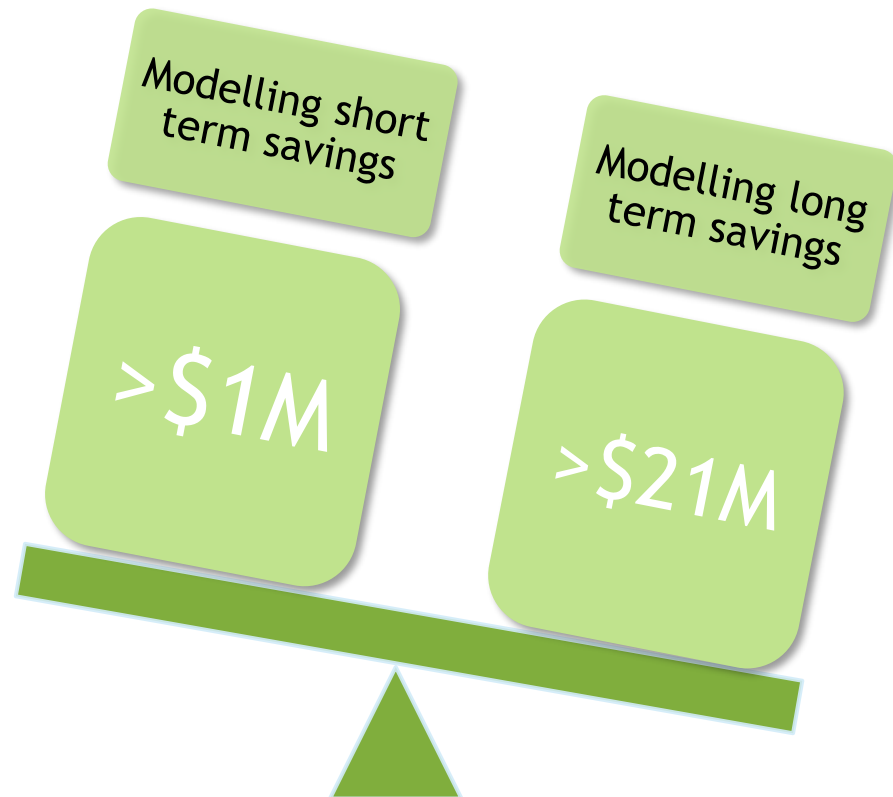 Modelling short
term savings
>$1M
Modelling long
term savings
>$21M